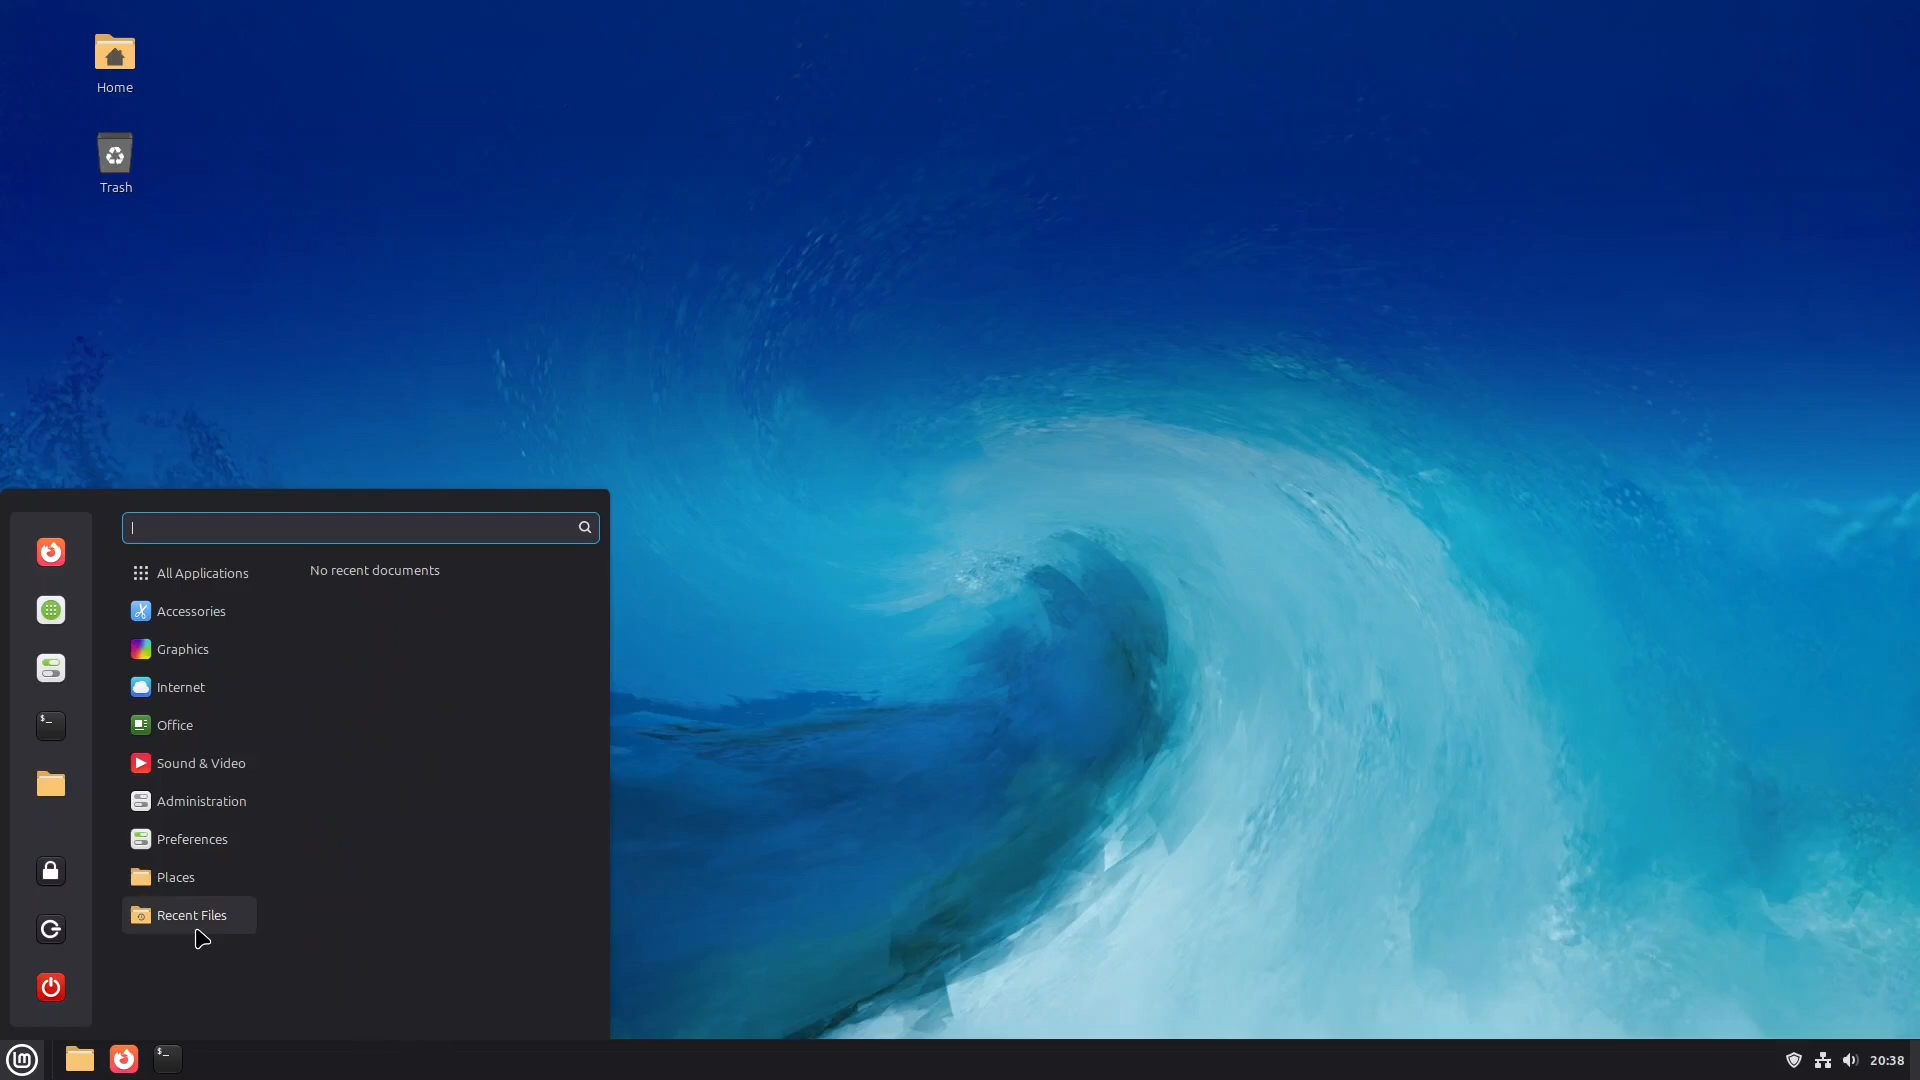 Home
Trash
All Applications
No recent documents
Accessories
Graphics
Internet
Office
Sound & Video
Administration
Preferences
Places
Recent Files
$_
$_
20:38